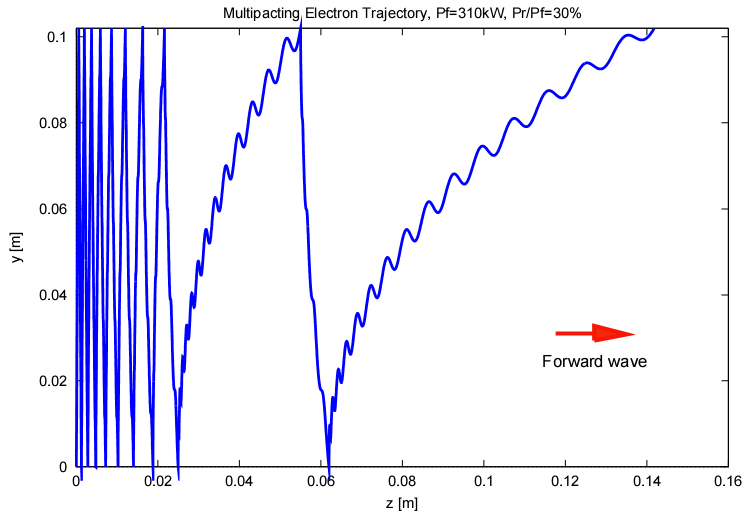 Multipacting Electron Trajectory, Pf=310kW, Pr/Pf=30%
0.1
0.08
0.06
0.04
0.02
0
y [m]
Forward wave
0 0.02 0.04 0.06 0.08 0.1 0.12 0.14 0.16
z [m]